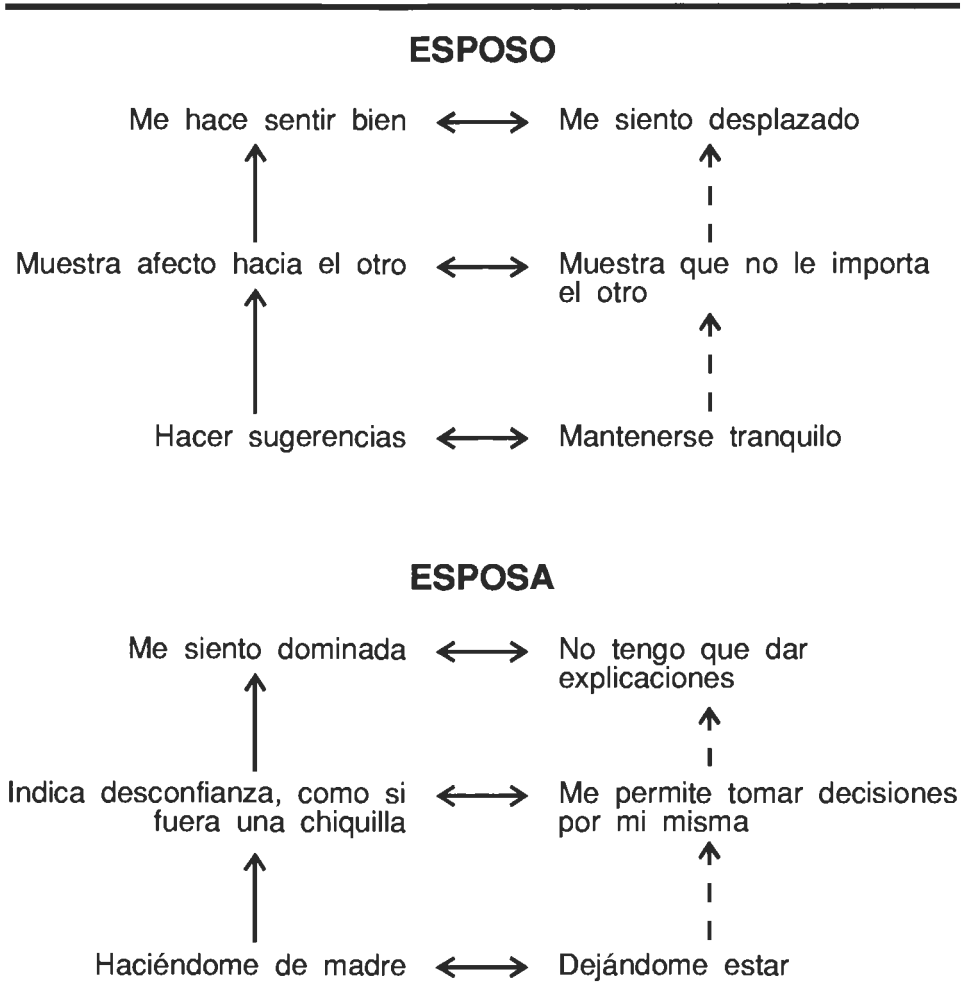 ESPOSO
Me hace sentir bien
Me siento desplazado
Muestra afecto hacia el otro
Muestra que no le importa
el otro
Hacer sugerencias
Mantenerse tranquilo
ESPOSA
Me siento dominada
No tengo que dar
explicaciones
Indica desconfianza, como si
fuera una chiquilla
Me permite tomar decisiones
por mi misma
Haciéndome de madre
Dejándome estar